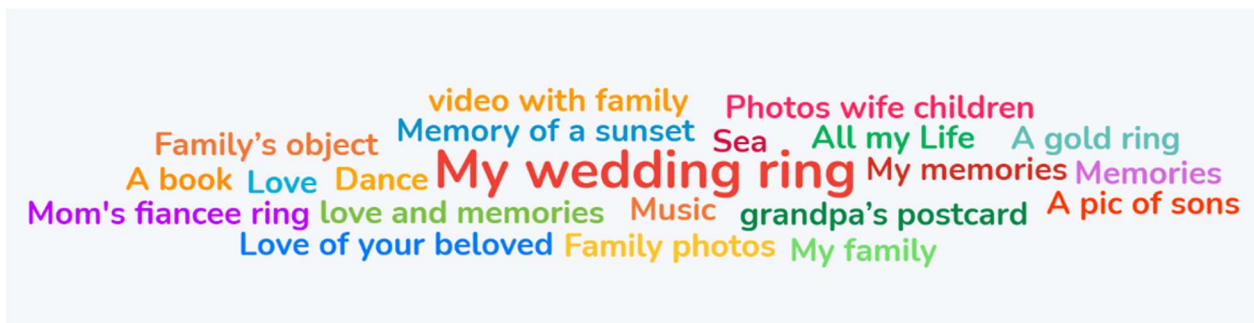 video with family
Photos wife children
Memory of a sunset
Sea
All my Life
A gold ring
Family’s object
My wedding ring
My memories
Memories
A book
Love
Dance
Mom's fiancee ring
love and memories
Music
grandpa’s postcard
A pic of sons
Love of your beloved
Family photos
My family